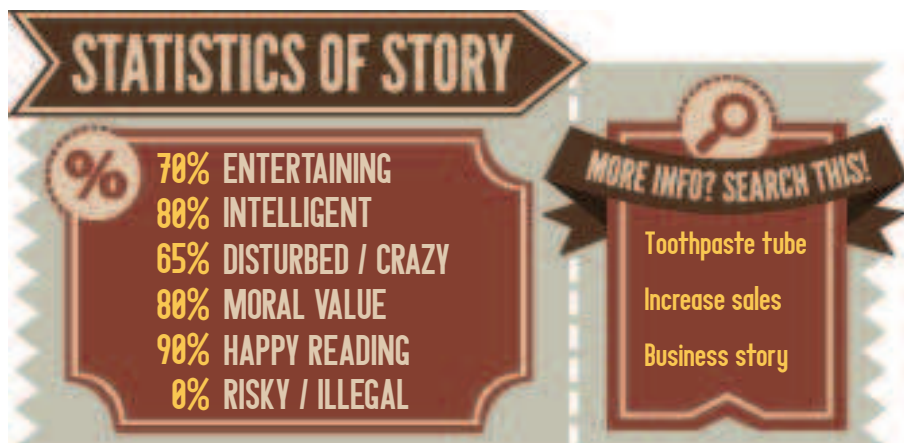 STATISTICS OF STORY
%
70% ENTERTAINING
80% INTELLIGENT
65% DISTURBED / CRAZY
80% MORAL VALUE
90% HAPPY READING
0% RISKY / ILLEGAL
MORE INFO? SEARCH THIS!
Toothpaste tube
Increase sales
Business story